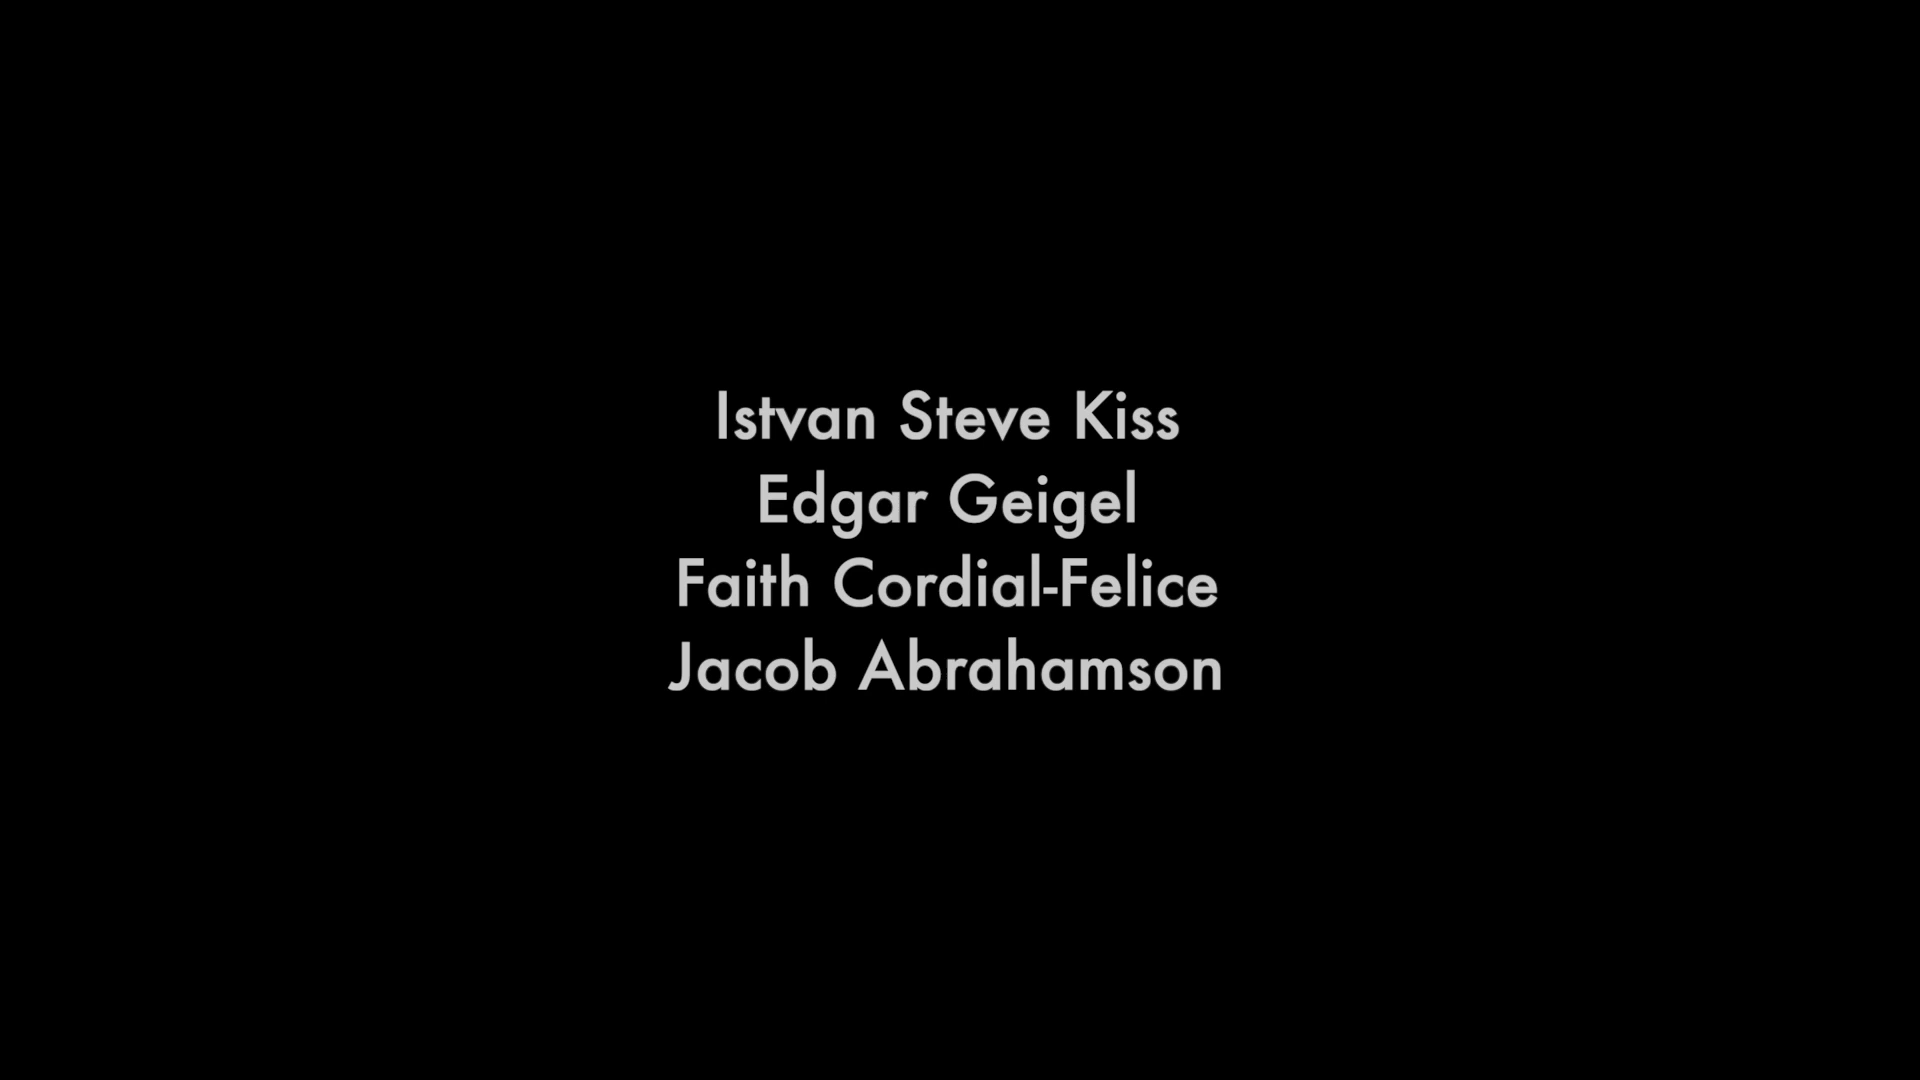 Istvan Steve Kiss
Edgar Geigel
Faith Cordial-Felice
Jacob Abrahamson